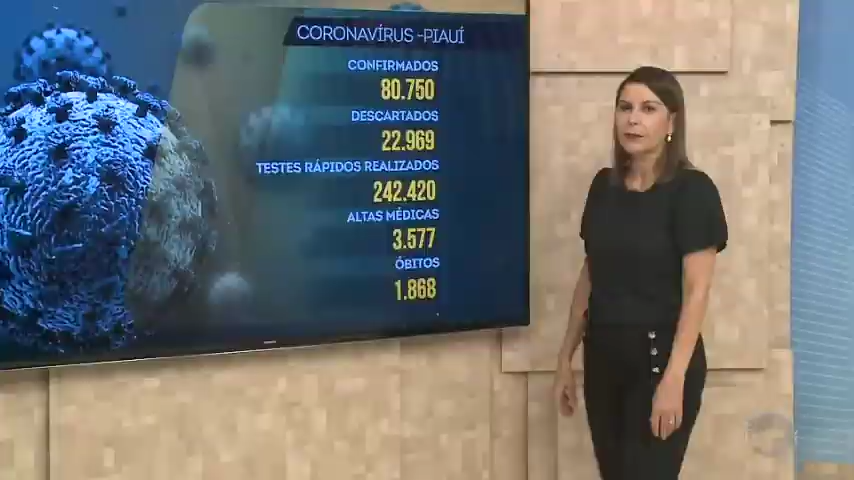 CORONAVÍRUS -PIAUÍ
CONFIRMADOS
80.750
DESCARTADOS
22.969
TESTES RÁPIDOS REALIZADOS
242.420
ALTAS MÉDICAS
3.577
ÓBITOS
1.868